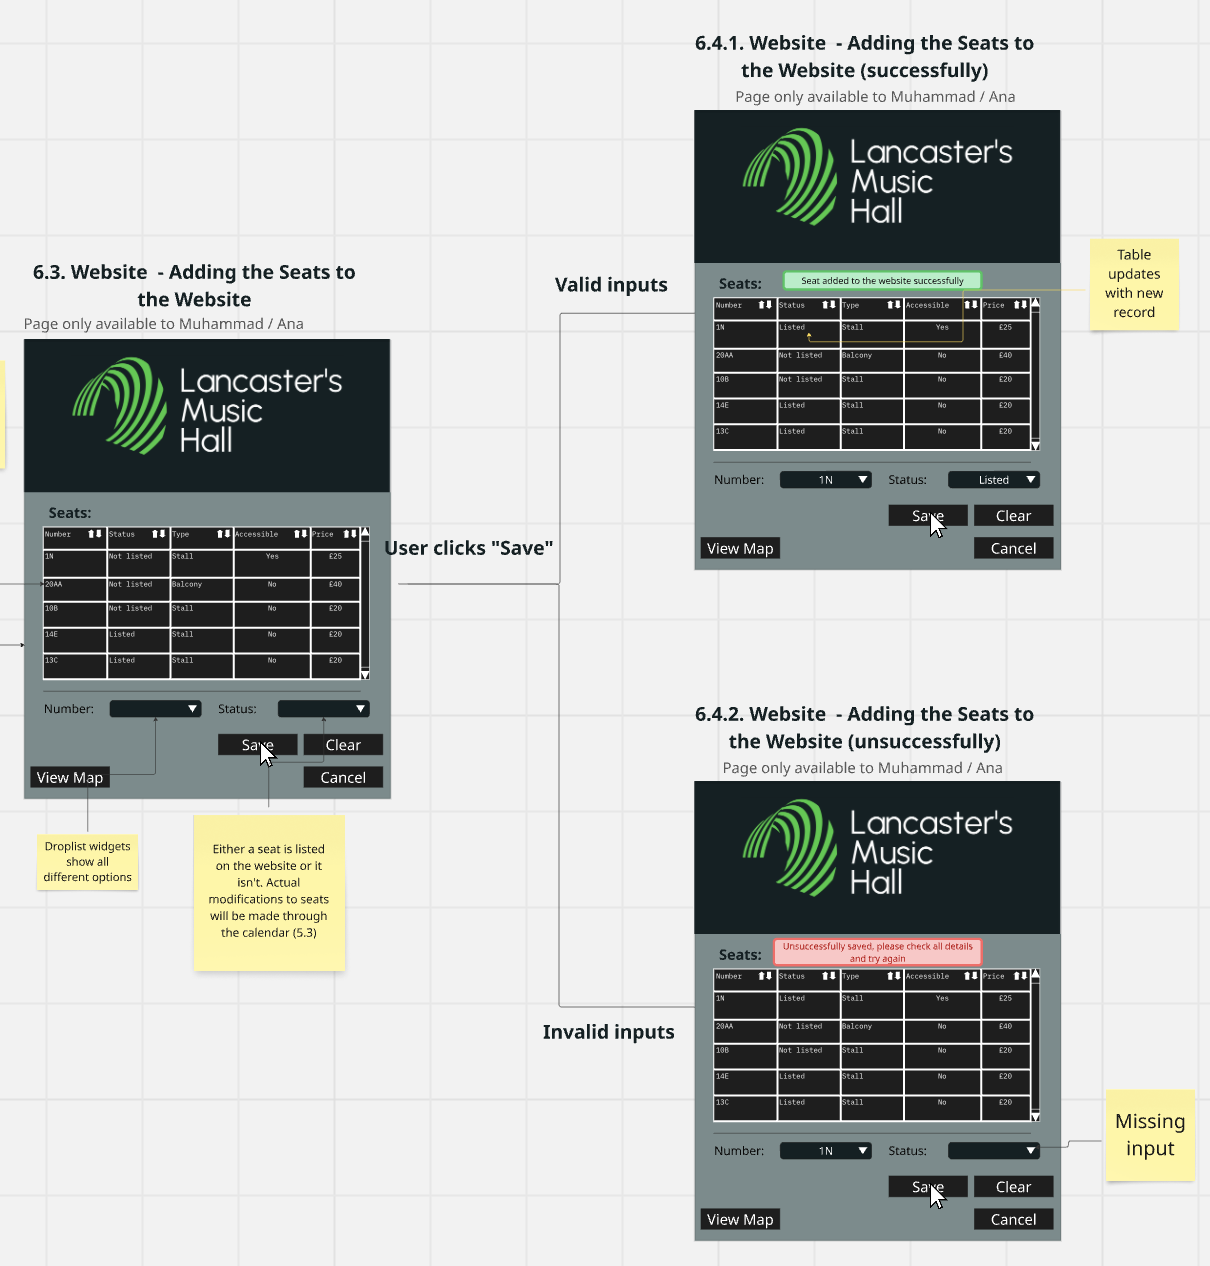 6.4.1. Website - Adding the Seats to
the Website (successfully)
Page only available to Muhammad / Ana
Lancaster's
Music
Hall
Seats:
Seat added to the website successfully
Number Status Type Accessible Price
1N Listed Stall Yes £25
20AA Not listed Balcony No £40
10B Not listed Stall No £20
14E Listed Stall No £20
13C Listed Stall No £20
Number: 1N Status: Listed
Save Clear
View Map Cancel
Table
updates
with new
record
6.3. Website - Adding the Seats to
the Website
Page only available to Muhammad / Ana
Lancaster's
Music
Hall
Seats:
Number Status Type Accessible Price
1N Not listed Stall Yes £25
20AA Not listed Balcony No £40
10B Not listed Stall No £20
14E Listed Stall No £20
13C Listed Stall No £20
Number: Status:
Save Clear
View Map Cancel
Droplist widgets
show all
different options
Either a seat is listed
on the website or it
isn't. Actual
modifications to seats
will be made through
the calendar (5.3)
User clicks "Save"
Valid inputs
Invalid inputs
6.4.2. Website - Adding the Seats to
the Website (unsuccessfully)
Page only available to Muhammad / Ana
Lancaster's
Music
Hall
Seats:
Unsuccessfully saved, please check all details
and try again
Number Status Type Accessible Price
1N Listed Stall Yes £25
20AA Not listed Balcony No £40
10B Not listed Stall No £20
14E Listed Stall No £20
13C Listed Stall No £20
Number: 1N Status:
Save Clear
View Map Cancel
Missing
input